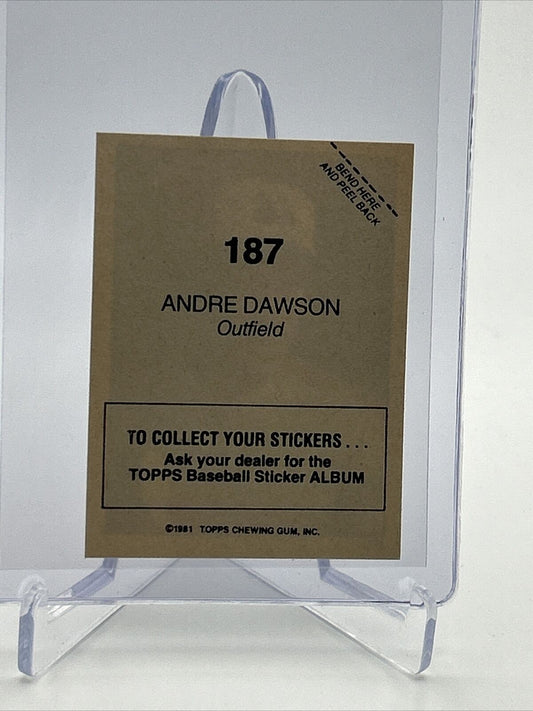 BEND HERE
AND PEEL BACK
187
ANDRE DAWSON
Outfield
TO COLLECT YOUR STICKERS...
Ask your dealer for the
TOPPS Baseball Sticker ALBUM
©1981 TOPPS CHEWING GUM, INC.